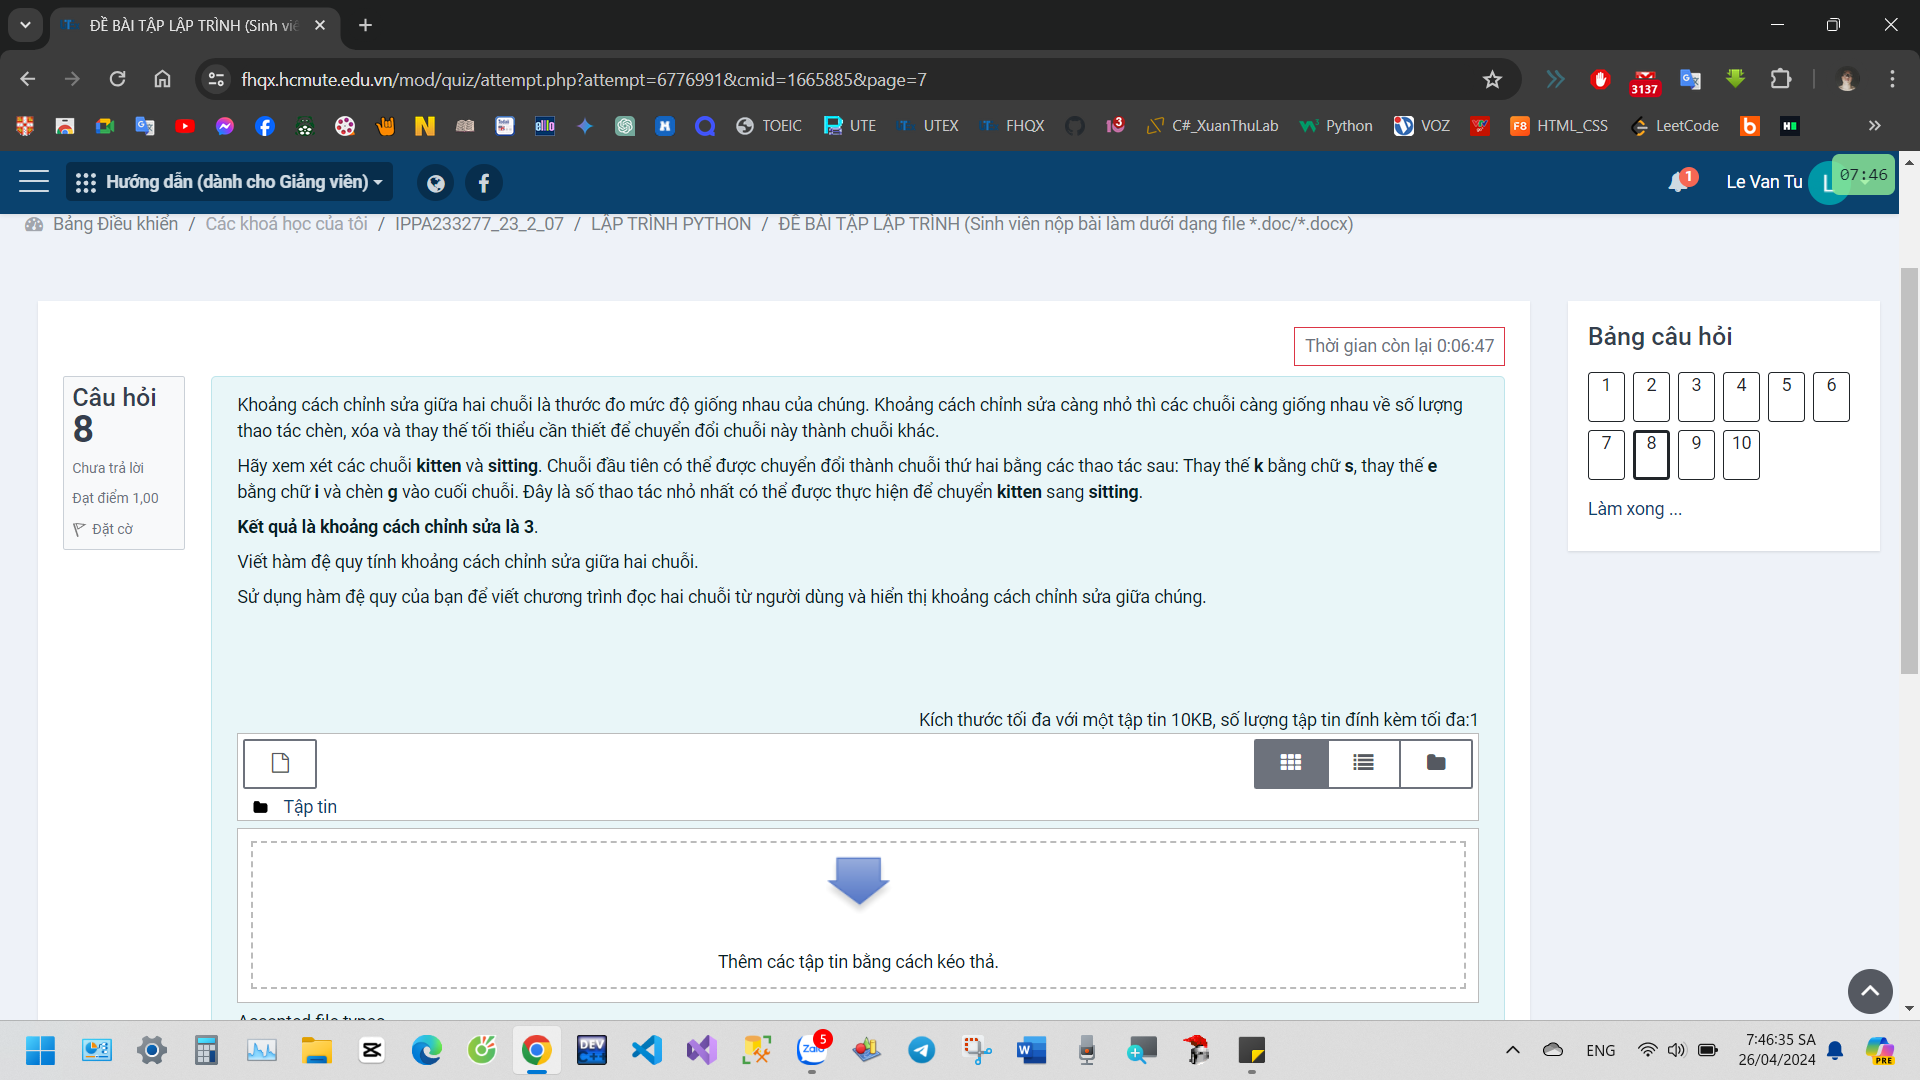 ĐỀ BÀI TẬP LẬP TRÌNH (Sinh viê
fhqx.hcmute.edu.vn/mod/quiz/attempt.php?attempt=6776991&cmid=1665885&page=7
3137
TOEIC UTE UTEX FHQX C#_XuanThuLab Python VOZ F8 HTML_CSS LeetCode
Hướng dẫn (dành cho Giảng viên)
1
Le Van Tu
L
07:46
Bảng Điều khiển / Các khoá học của tôi / IPPA233277_23_2_07 / LẬP TRÌNH PYTHON / ĐỀ BÀI TẬP LẬP TRÌNH (Sinh viên nộp bài làm dưới dạng file *.doc/*.docx)
Thời gian còn lại 0:06:47
Câu hỏi
8
Chưa trả lời
Đạt điểm 1,00
Đặt cờ
Khoảng cách chỉnh sửa giữa hai chuỗi là thước đo mức độ giống nhau của chúng. Khoảng cách chỉnh sửa càng nhỏ thì các chuỗi càng giống nhau về số lượng
thao tác chèn, xóa và thay thế tối thiểu cần thiết để chuyển đổi chuỗi này thành chuỗi khác.
Hãy xem xét các chuỗi kitten và sitting. Chuỗi đầu tiên có thể được chuyển đổi thành chuỗi thứ hai bằng các thao tác sau: Thay thế k bằng chữ s, thay thế e
bằng chữ i và chèn g vào cuối chuỗi. Đây là số thao tác nhỏ nhất có thể được thực hiện để chuyển kitten sang sitting.
Kết quả là khoảng cách chỉnh sửa là 3.
Viết hàm đệ quy tính khoảng cách chỉnh sửa giữa hai chuỗi.
Sử dụng hàm đệ quy của bạn để viết chương trình đọc hai chuỗi từ người dùng và hiển thị khoảng cách chỉnh sửa giữa chúng.
Kích thước tối đa với một tập tin 10KB, số lượng tập tin đính kèm tối đa:1
Tập tin
Thêm các tập tin bằng cách kéo thả.
Accepted file types
Bảng câu hỏi
1 2 3 4 5 6
7 8 9 10
Làm xong ...
DEV C++
Zalo
5
ENG
7:46:35 SA
26/04/2024
PRE